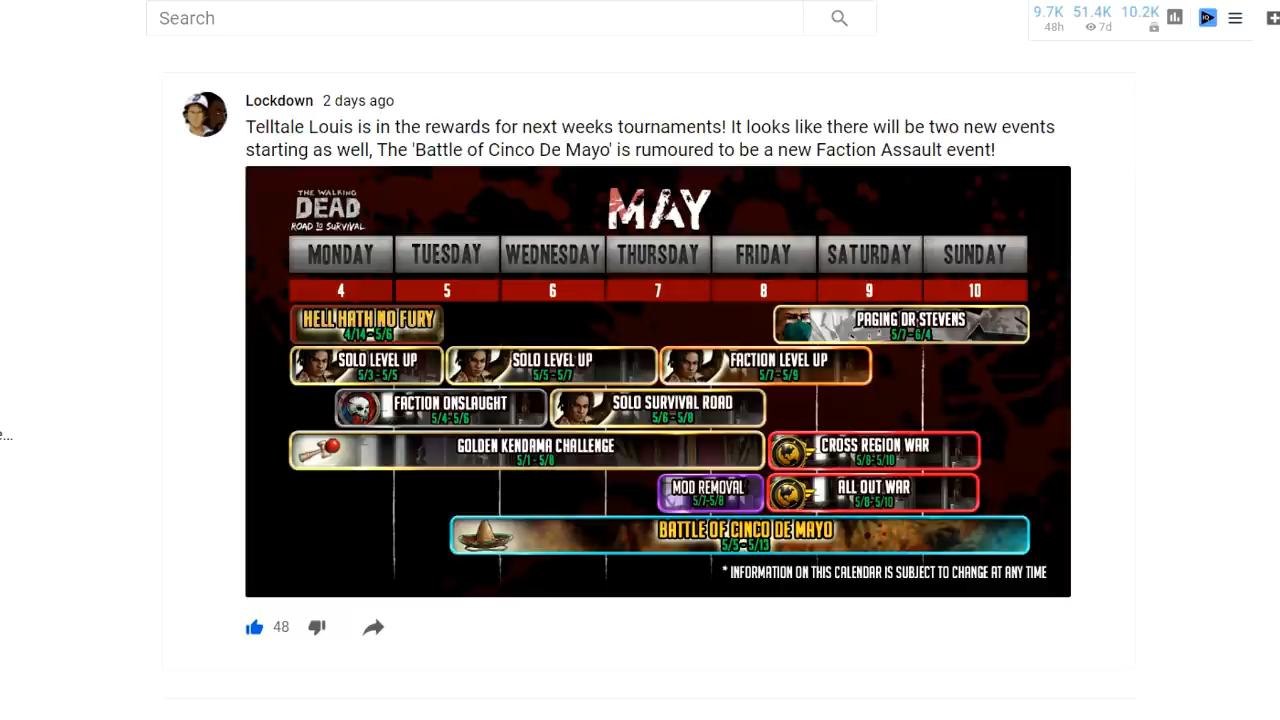 Search
9.7K 51.4K 10.2K
48h 7d
Lockdown 2 days ago
Telltale Louis is in the rewards for next weeks tournaments! It looks like there will be two new events
starting as well, The 'Battle of Cinco De Mayo' is rumoured to be a new Faction Assault event!
THE WALKING
DEAD
ROAD TO SURVIVAL
MAY
MONDAY TUESDAY WEDNESDAY THURSDAY FRIDAY SATURDAY SUNDAY
4 5 6 7 8 9 10
HELL HATH NO FURY
4/14 - 5/6
PAGING DR STEVENS
5/7 - 6/4
SOLO LEVEL UP
5/3 - 5/5
SOLO LEVEL UP
5/5 - 5/7
FACTION LEVEL UP
5/7 - 5/9
FACTION ONSLAUGHT
5/4-5/6
SOLO SURVIVAL ROAD
5/6 - 5/8
GOLDEN KENDAMA CHALLENGE
5/1 - 5/8
CROSS REGION WAR
5/8-5/10
MOD REMOVAL
5/7-5/8
ALL OUT WAR
5/8-5/10
BATTLE OF CINCO DE MAYO
5/5 - 5/13
* INFORMATION ON THIS CALENDAR IS SUBJECT TO CHANGE AT ANY TIME
48